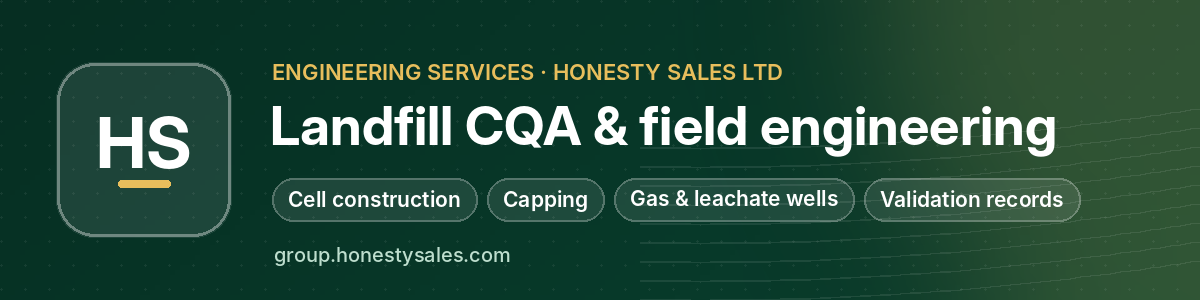 HS
ENGINEERING SERVICES · HONESTY SALES LTD
Landfill CQA & field engineering
Cell construction
Capping
Gas & leachate wells
Validation records
group.honestysales.com